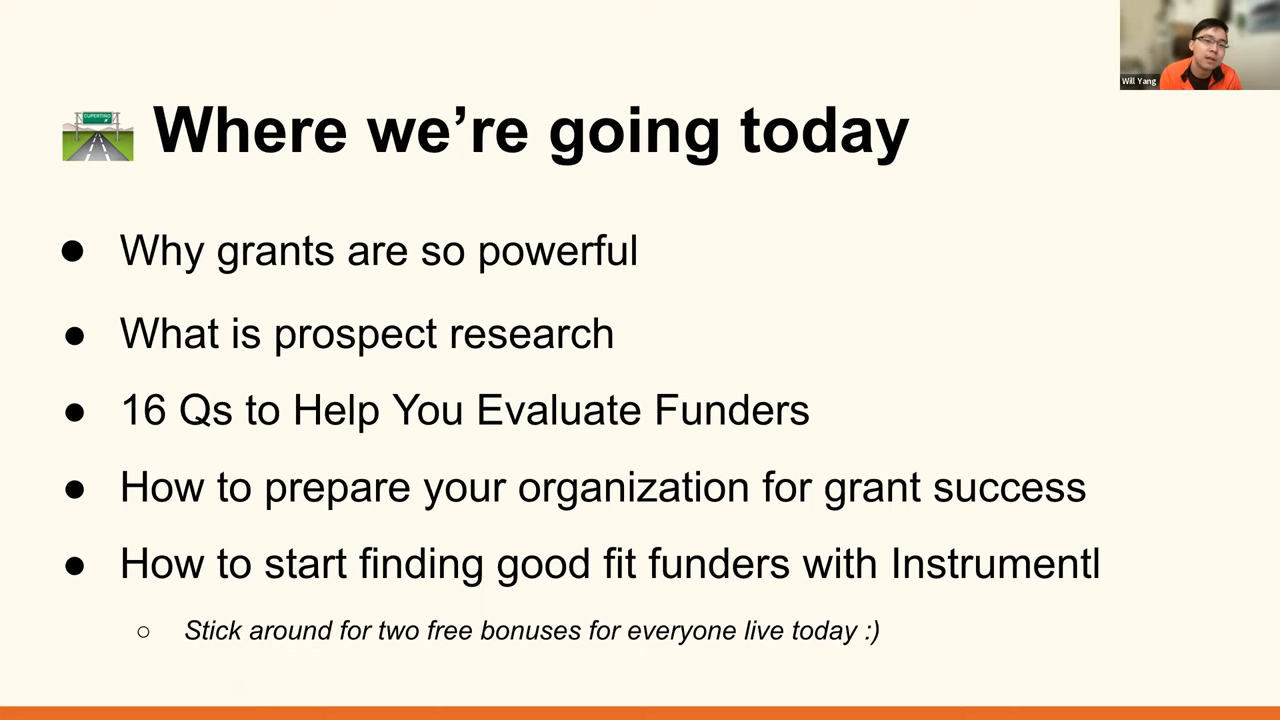 Will Yang
CUPERTINO
Where we’re going today
● Why grants are so powerful
● What is prospect research
● 16 Qs to Help You Evaluate Funders
● How to prepare your organization for grant success
● How to start finding good fit funders with Instrumentl
○ Stick around for two free bonuses for everyone live today :)